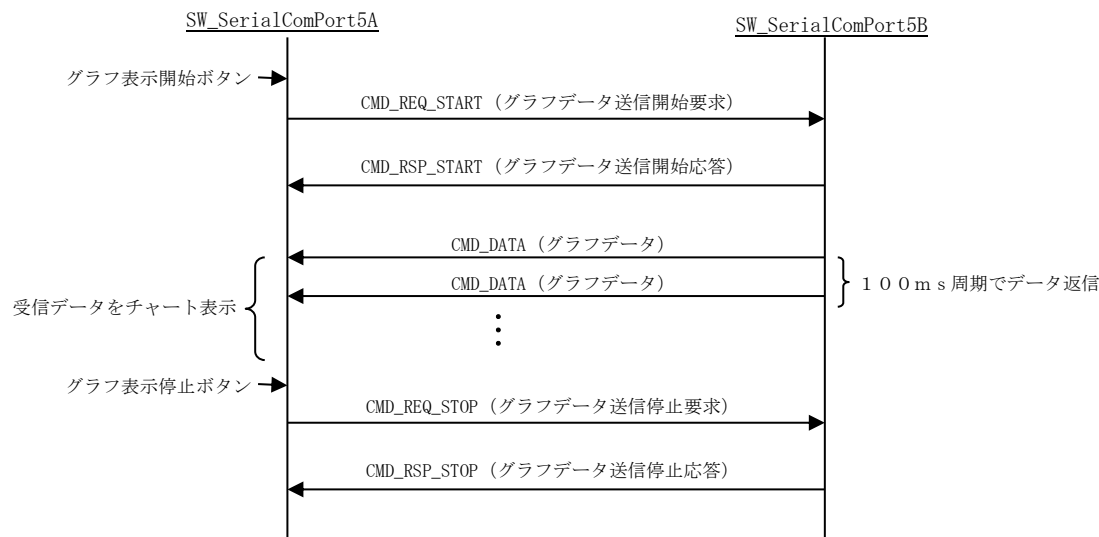 SW_SerialComPort5A
SW_SerialComPort5B
グラフ表示開始ボタン
CMD_REQ_START (グラフデータ送信開始要求)
CMD_RSP_START (グラフデータ送信開始応答)
CMD_DATA (グラフデータ)
CMD_DATA (グラフデータ)
100ms周期でデータ返信
受信データをチャート表示
グラフ表示停止ボタン
CMD_REQ_STOP (グラフデータ送信停止要求)
CMD_RSP_STOP (グラフデータ送信停止応答)